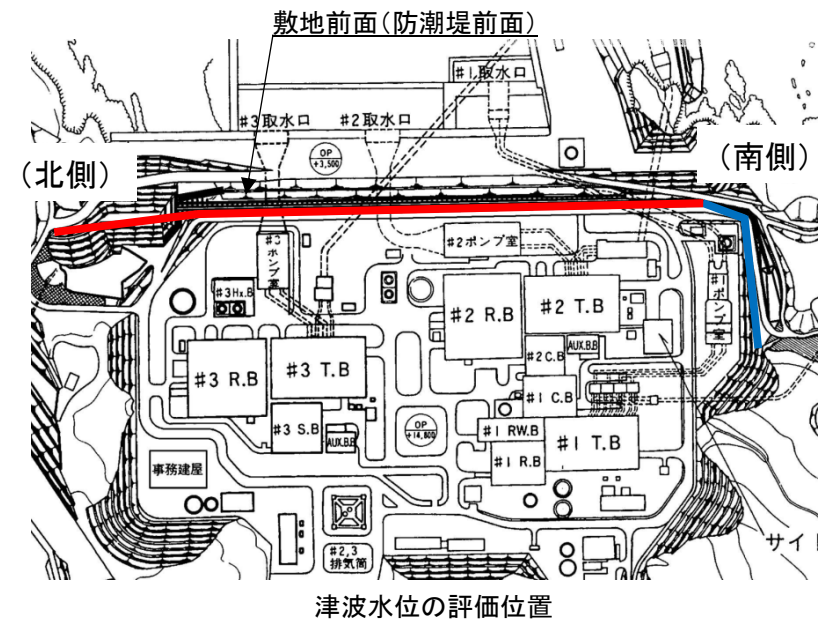 敷地前面（防潮堤前面）
#1取水口
#3取水口 #2取水口
OP
+3,500
（北側）
（南側）
#3
ポンプ室
#2ポンプ室
#1
ポンプ室
#3Hx.B
#2 R.B
#2 T.B
AUX.B.B
#2 C.B
#3 R.B
#3 T.B
#1 C.B
OP
+14,800
#3 S.B
AUX.B.B
#1 RW.B
#1 T.B
#1 R.B
事務建屋
#2,3
排気筒
サイト
津波水位の評価位置